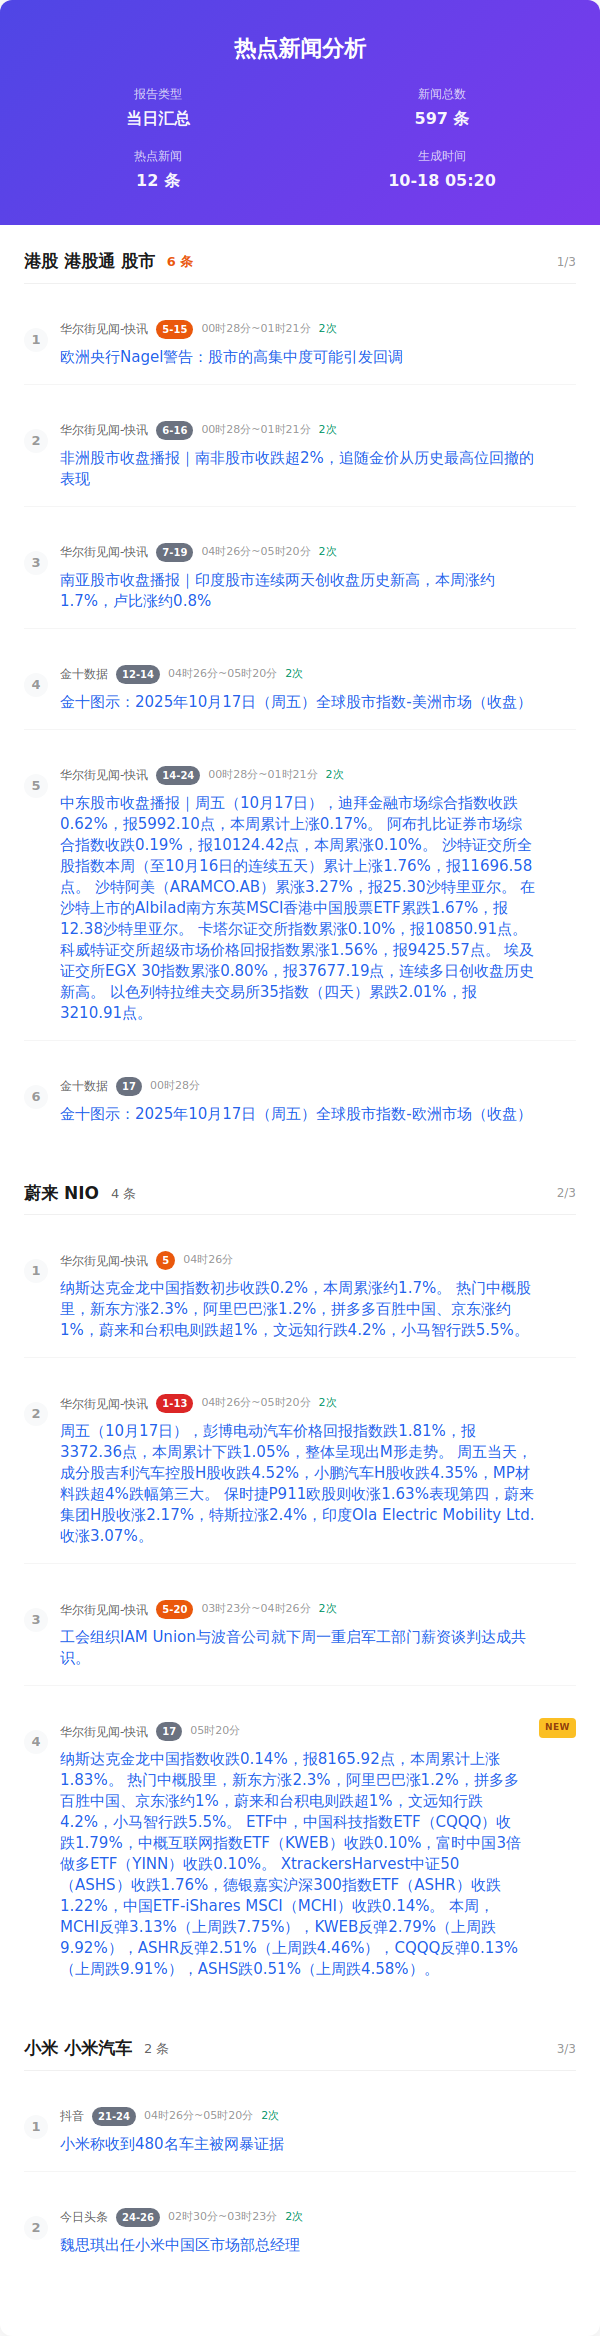 热点新闻分析
报告类型
当日汇总
新闻总数
597 条
热点新闻
12 条
生成时间
10-18 05:20
港股 港股通 股市 6 条 1/3
1
华尔街见闻-快讯 5-15 00时28分~01时21分 2次
欧洲央行Nagel警告：股市的高集中度可能引发回调
2
华尔街见闻-快讯 6-16 00时28分~01时21分 2次
非洲股市收盘播报｜南非股市收跌超2%，追随金价从历史最高位回撤的
表现
3
华尔街见闻-快讯 7-19 04时26分~05时20分 2次
南亚股市收盘播报｜印度股市连续两天创收盘历史新高，本周涨约
1.7%，卢比涨约0.8%
4
金十数据 12-14 04时26分~05时20分 2次
金十图示：2025年10月17日（周五）全球股市指数-美洲市场（收盘）
5
华尔街见闻-快讯 14-24 00时28分~01时21分 2次
中东股市收盘播报｜周五（10月17日），迪拜金融市场综合指数收跌
0.62%，报5992.10点，本周累计上涨0.17%。 阿布扎比证券市场综
合指数收跌0.19%，报10124.42点，本周累涨0.10%。 沙特证交所全
股指数本周（至10月16日的连续五天）累计上涨1.76%，报11696.58
点。 沙特阿美（ARAMCO.AB）累涨3.27%，报25.30沙特里亚尔。 在
沙特上市的Albilad南方东英MSCI香港中国股票ETF累跌1.67%，报
12.38沙特里亚尔。 卡塔尔证交所指数累涨0.10%，报10850.91点。
科威特证交所超级市场价格回报指数累涨1.56%，报9425.57点。 埃及
证交所EGX 30指数累涨0.80%，报37677.19点，连续多日创收盘历史
新高。 以色列特拉维夫交易所35指数（四天）累跌2.01%，报
3210.91点。
6
金十数据 17 00时28分
金十图示：2025年10月17日（周五）全球股市指数-欧洲市场（收盘）
蔚来 NIO 4 条 2/3
1
华尔街见闻-快讯 5 04时26分
纳斯达克金龙中国指数初步收跌0.2%，本周累涨约1.7%。 热门中概股
里，新东方涨2.3%，阿里巴巴涨1.2%，拼多多百胜中国、京东涨约
1%，蔚来和台积电则跌超1%，文远知行跌4.2%，小马智行跌5.5%。
2
华尔街见闻-快讯 1-13 04时26分~05时20分 2次
周五（10月17日），彭博电动汽车价格回报指数跌1.81%，报
3372.36点，本周累计下跌1.05%，整体呈现出M形走势。 周五当天，
成分股吉利汽车控股H股收跌4.52%，小鹏汽车H股收跌4.35%，MP材
料跌超4%跌幅第三大。 保时捷P911欧股则收涨1.63%表现第四，蔚来
集团H股收涨2.17%，特斯拉涨2.4%，印度Ola Electric Mobility Ltd.
收涨3.07%。
3
华尔街见闻-快讯 5-20 03时23分~04时26分 2次
工会组织IAM Union与波音公司就下周一重启军工部门薪资谈判达成共
识。
4
华尔街见闻-快讯 17 05时20分 NEW
纳斯达克金龙中国指数收跌0.14%，报8165.92点，本周累计上涨
1.83%。 热门中概股里，新东方涨2.3%，阿里巴巴涨1.2%，拼多多
百胜中国、京东涨约1%，蔚来和台积电则跌超1%，文远知行跌
4.2%，小马智行跌5.5%。 ETF中，中国科技指数ETF（CQQQ）收
跌1.79%，中概互联网指数ETF（KWEB）收跌0.10%，富时中国3倍
做多ETF（YINN）收跌0.10%。 XtrackersHarvest中证50
（ASHS）收跌1.76%，德银嘉实沪深300指数ETF（ASHR）收跌
1.22%，中国ETF-iShares MSCI（MCHI）收跌0.14%。 本周，
MCHI反弹3.13%（上周跌7.75%），KWEB反弹2.79%（上周跌
9.92%），ASHR反弹2.51%（上周跌4.46%），CQQQ反弹0.13%
（上周跌9.91%），ASHS跌0.51%（上周跌4.58%）。
小米 小米汽车 2 条 3/3
1
抖音 21-24 04时26分~05时20分 2次
小米称收到480名车主被网暴证据
2
今日头条 24-26 02时30分~03时23分 2次
魏思琪出任小米中国区市场部总经理